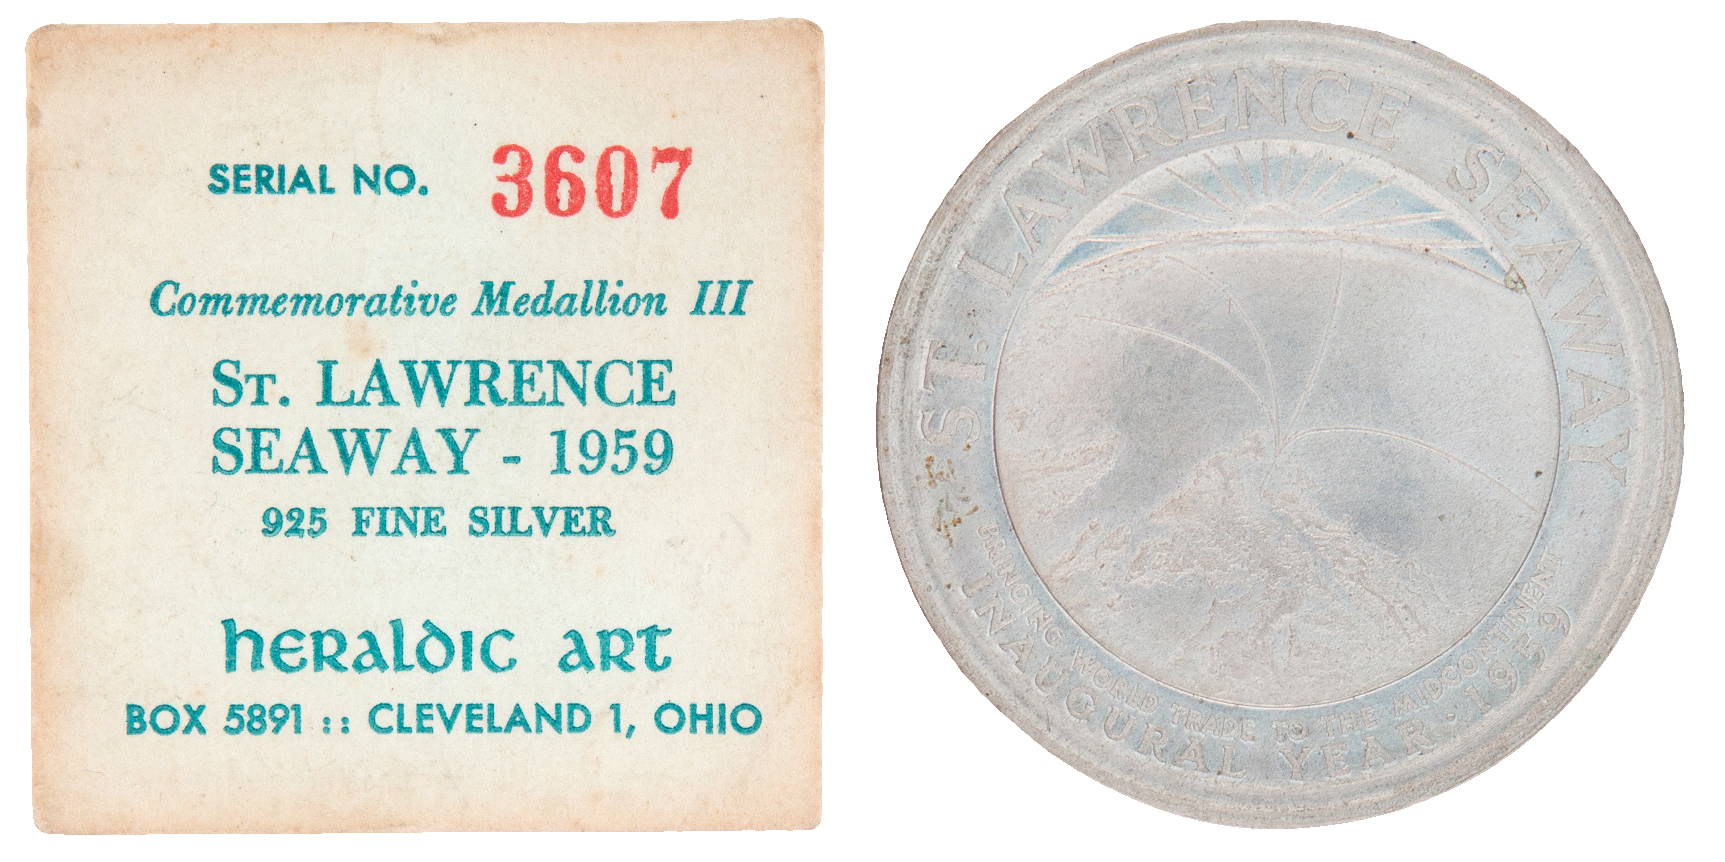 SERIAL NO. 3607
Commemorative Medallion III
ST. LAWRENCE
SEAWAY - 1959
925 FINE SILVER
heraldic art
BOX 5891 :: CLEVELAND 1, OHIO
ST. LAWRENCE SEAWAY
BRINGING WORLD TRADE TO THE MIDCONTINENT
INAUGURAL YEAR · 1959